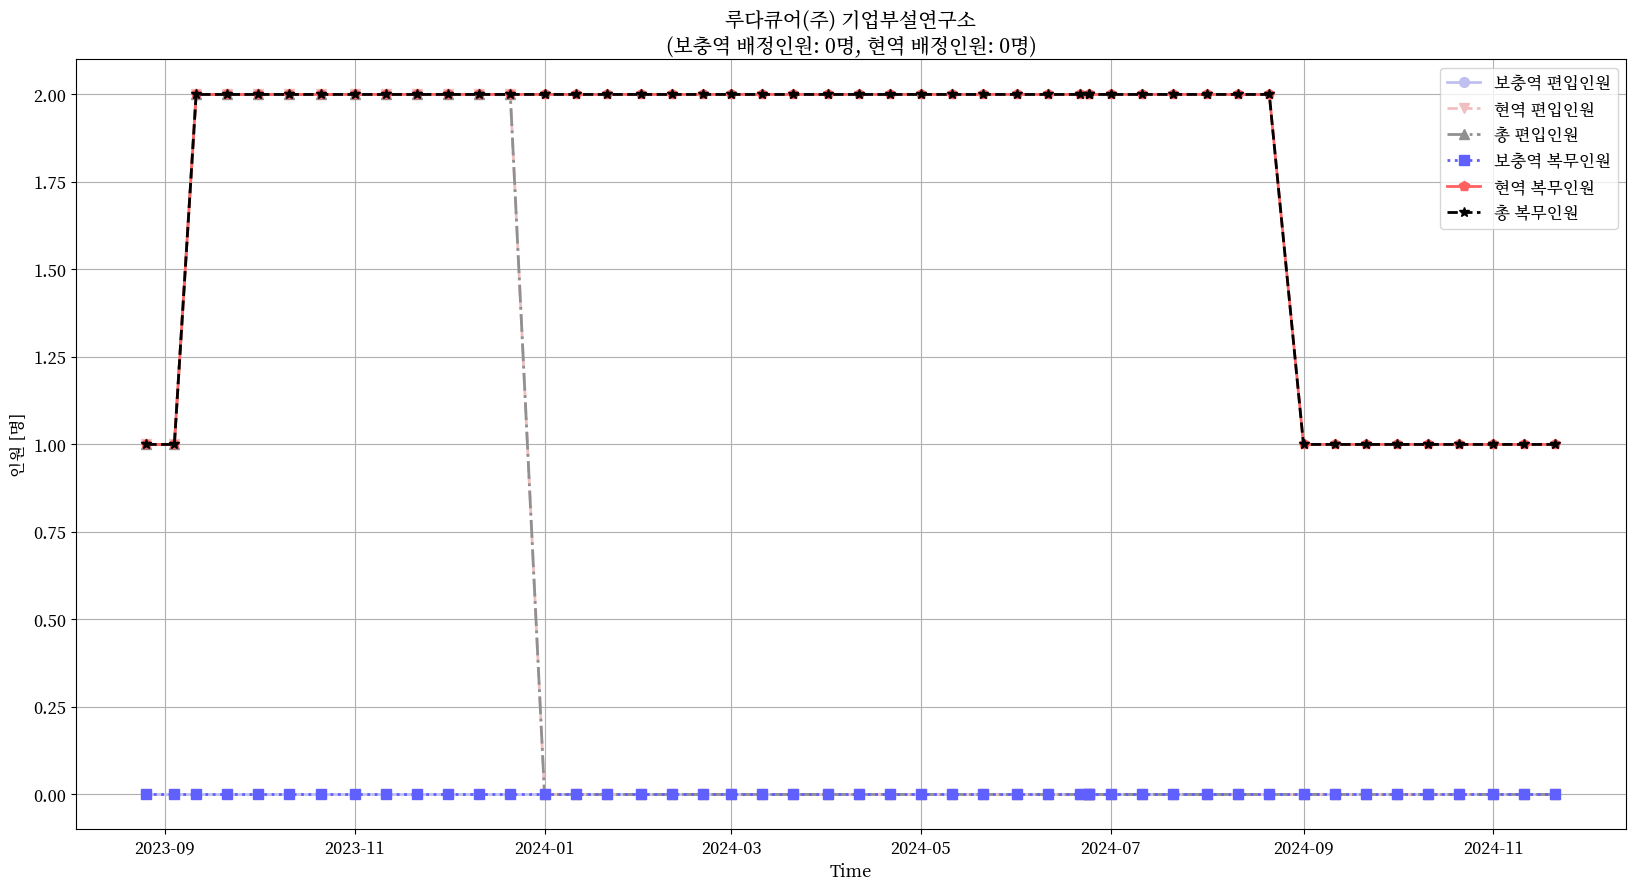 루다큐어(주) 기업부설연구소
(보충역 배정인원: 0명, 현역 배정인원: 0명)
보충역 편입인원
현역 편입인원
총 편입인원
보충역 복무인원
현역 복무인원
총 복무인원
인원 [명]
2.00
1.75
1.50
1.25
1.00
0.75
0.50
0.25
0.00
2023-09
2023-11
2024-01
2024-03
2024-05
2024-07
2024-09
2024-11
Time